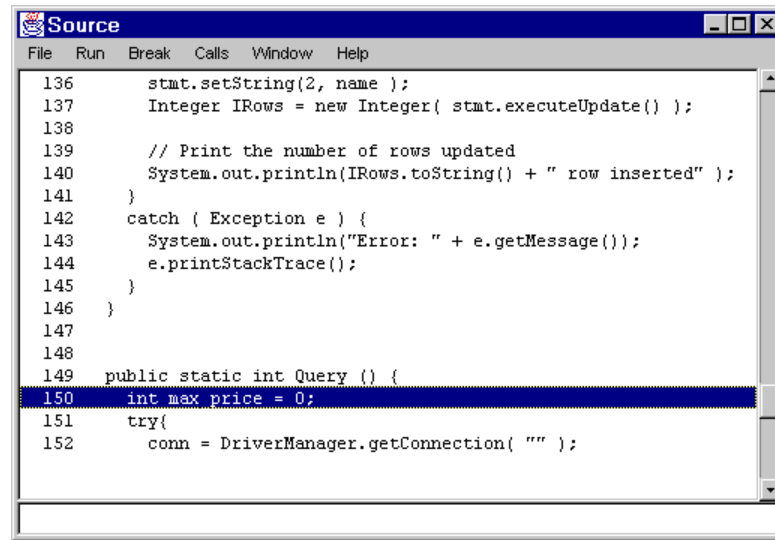 Source
File Run Break Calls Window Help
136 stmt.setString(2, name );
137 Integer IRows = new Integer( stmt.executeUpdate() );
138
139 // Print the number of rows updated
140 System.out.println(IRows.toString() + " row inserted" );
141 }
142 catch ( Exception e ) {
143 System.out.println("Error: " + e.getMessage());
144 e.printStackTrace();
145 }
146 }
147
148
149 public static int Query () {
150 int max_price = 0;
151 try{
152 conn = DriverManager.getConnection( "" );